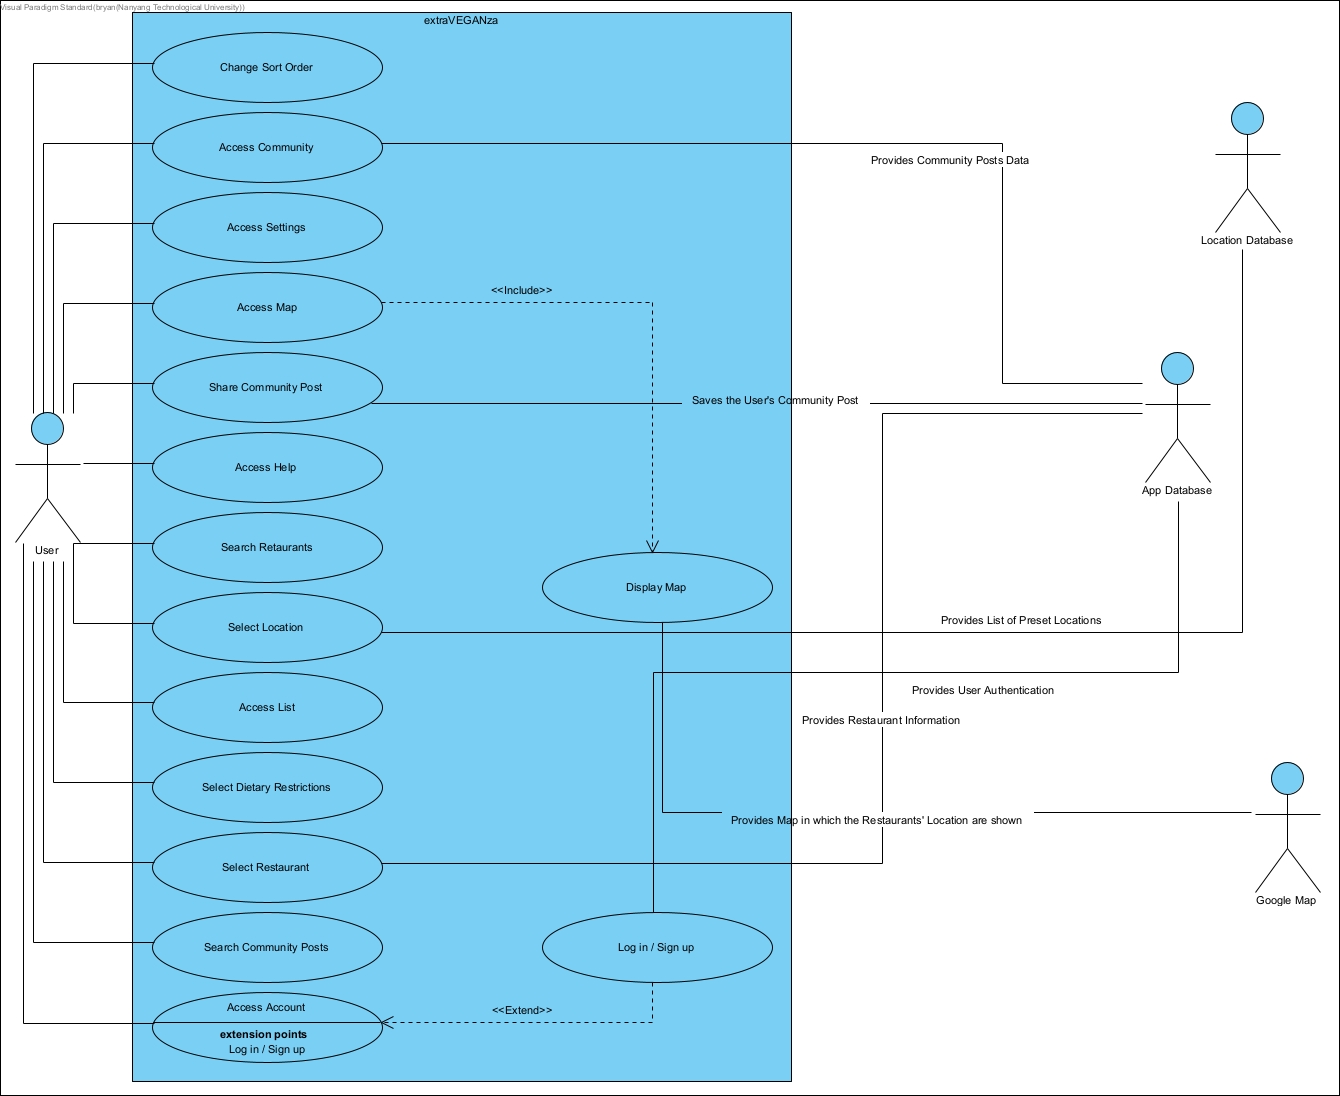 Visual Paradigm Standard(bryan(Nanyang Technological University))
extraVEGANza
Change Sort Order
Access Community
Provides Community Posts Data
Access Settings
Location Database
<<Include>>
Access Map
Share Community Post
Saves the User's Community Post
Access Help
App Database
User
Search Retaurants
Display Map
Provides List of Preset Locations
Select Location
Provides User Authentication
Access List
Provides Restaurant Information
Select Dietary Restrictions
Provides Map in which the Restaurants' Location are shown
Select Restaurant
Google Map
Search Community Posts
Log in / Sign up
Access Account
<<Extend>>
extension points
Log in / Sign up